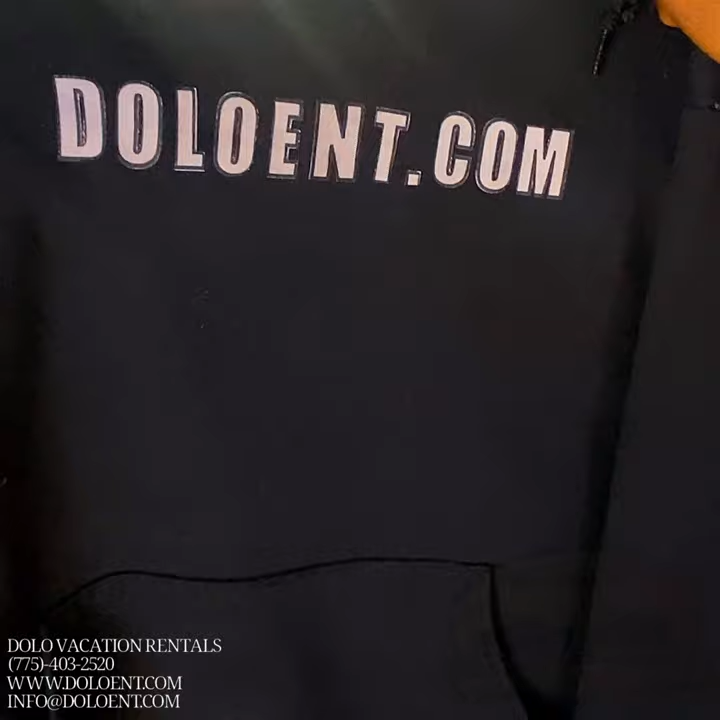 DOLOENT.COM
DOLO VACATION RENTALS
(775)-403-2520
WWW.DOLOENT.COM
INFO@DOLOENT.COM